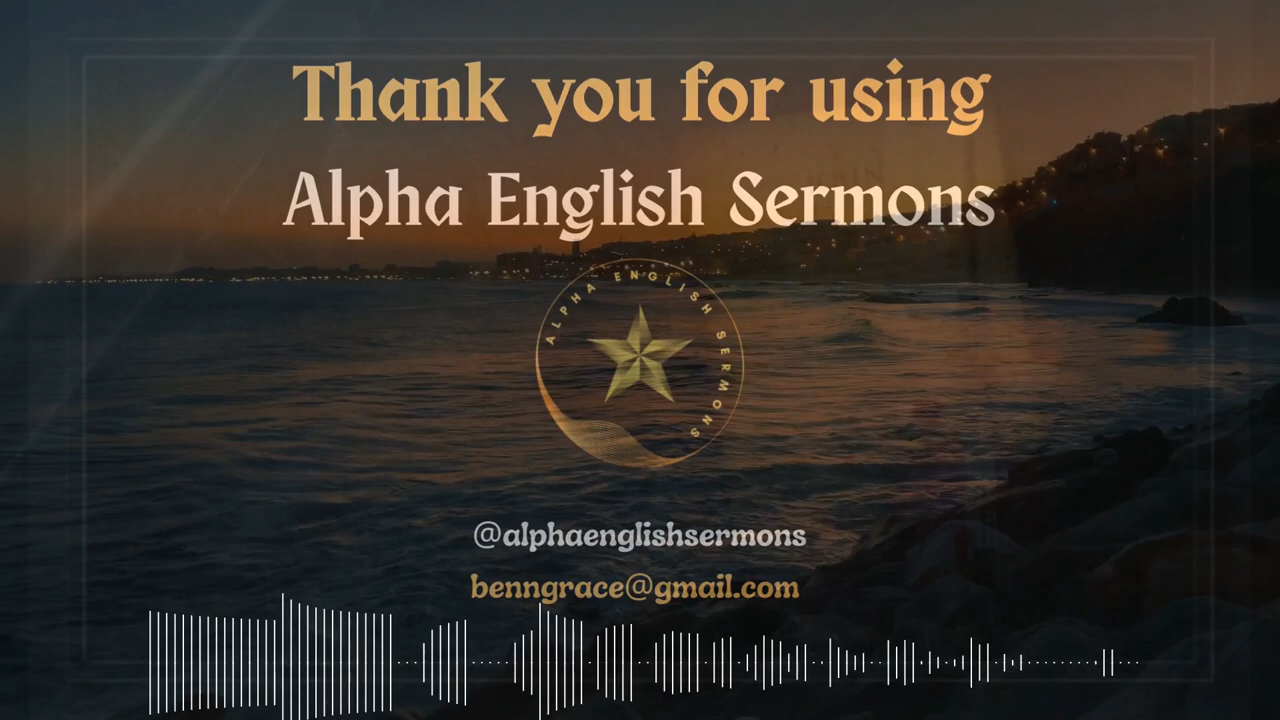 Thank you for using
Alpha English Sermons
ALPHA ENGLISH SERMONS
@alphaenglishsermons
benngrace@gmail.com